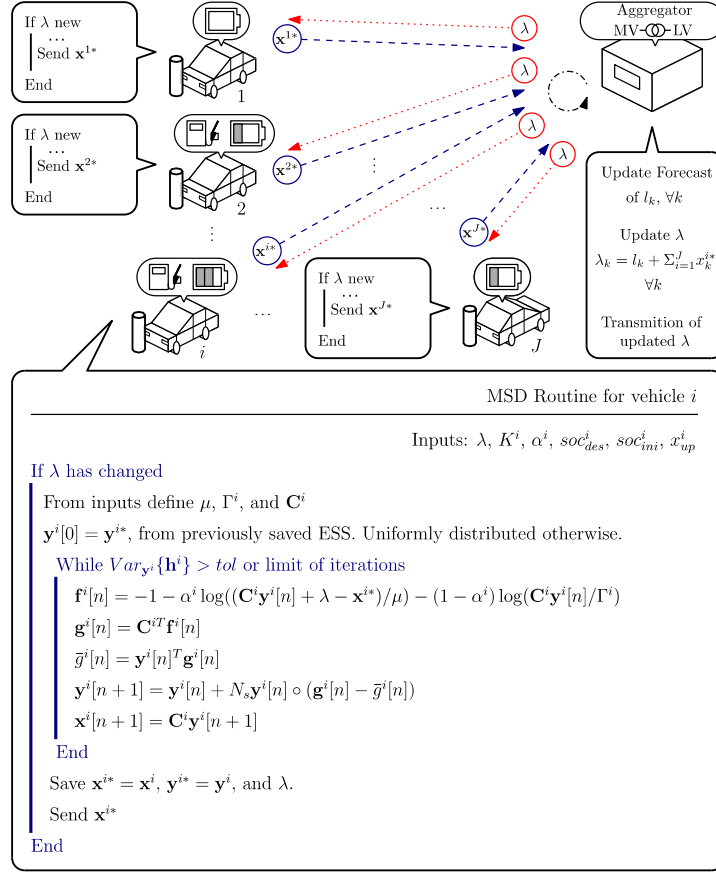 If λ new
...
Send x^{1*}
End
x^{1*}
λ
1
Aggregator
MV LV
If λ new
...
Send x^{2*}
End
x^{2*}
λ
2
λ
λ
Update Forecast
of l_k, ∀k
Update λ
λ_k = l_k + Σ_{i=1}^{J} x_k^{i*}
∀k
Transmition of
updated λ
⋮
⋮
...
x^{i*}
x^{J*}
i
...
If λ new
...
Send x^{J*}
End
J
MSD Routine for vehicle i
Inputs: λ, K^i, α^i, soc^i_{des}, soc^i_{ini}, x^i_{up}
If λ has changed
From inputs define μ, Γ^i, and C^i
y^i[0] = y^{i*}, from previously saved ESS. Uniformly distributed otherwise.
While Var_{y^i}{h^i} > tol or limit of iterations
f^i[n] = −1 − α^i log((C^i y^i[n] + λ − x^{i*})/μ) − (1 − α^i) log(C^i y^i[n]/Γ^i)
g^i[n] = C^{iT} f^i[n]
ḡ^i[n] = y^i[n]^T g^i[n]
y^i[n + 1] = y^i[n] + N_s y^i[n] ∘ (g^i[n] − ḡ^i[n])
x^i[n + 1] = C^i y^i[n + 1]
End
Save x^{i*} = x^i, y^{i*} = y^i, and λ.
Send x^{i*}
End